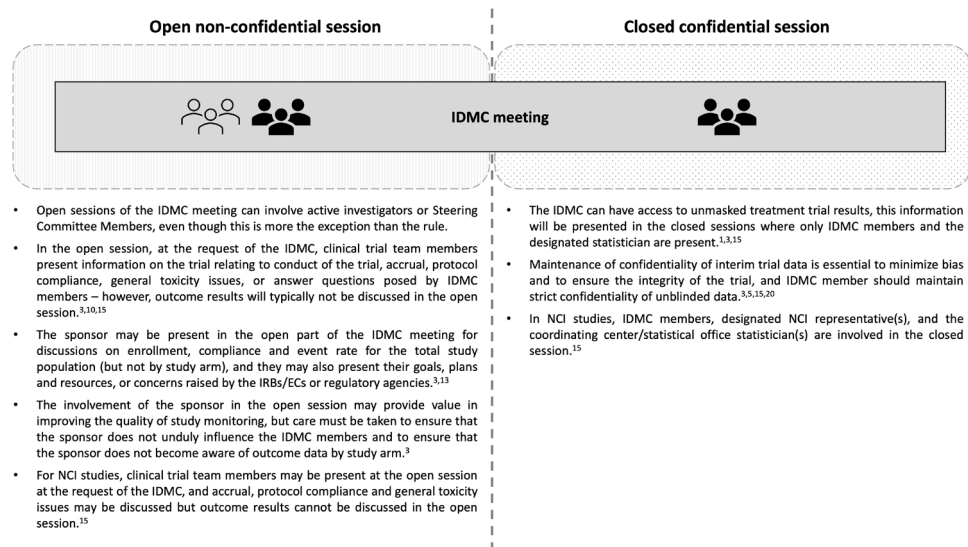 Open non-confidential session
Closed confidential session
IDMC meeting
• Open sessions of the IDMC meeting can involve active investigators or Steering
Committee Members, even though this is more the exception than the rule.
• In the open session, at the request of the IDMC, clinical trial team members
present information on the trial relating to conduct of the trial, accrual, protocol
compliance, general toxicity issues, or answer questions posed by IDMC
members – however, outcome results will typically not be discussed in the open
session.3,10,15
• The sponsor may be present in the open part of the IDMC meeting for
discussions on enrollment, compliance and event rate for the total study
population (but not by study arm), and they may also present their goals, plans
and resources, or concerns raised by the IRBs/ECs or regulatory agencies.3,13
• The involvement of the sponsor in the open session may provide value in
improving the quality of study monitoring, but care must be taken to ensure that
the sponsor does not unduly influence the IDMC members and to ensure that
the sponsor does not become aware of outcome data by study arm.3
• For NCI studies, clinical trial team members may be present at the open session
at the request of the IDMC, and accrual, protocol compliance and general toxicity
issues may be discussed but outcome results cannot be discussed in the open
session.15
• The IDMC can have access to unmasked treatment trial results, this information
will be presented in the closed sessions where only IDMC members and the
designated statistician are present.1,3,15
• Maintenance of confidentiality of interim trial data is essential to minimize bias
and to ensure the integrity of the trial, and IDMC member should maintain
strict confidentiality of unblinded data.3,5,15,20
• In NCI studies, IDMC members, designated NCI representative(s), and the
coordinating center/statistical office statistician(s) are involved in the closed
session.15